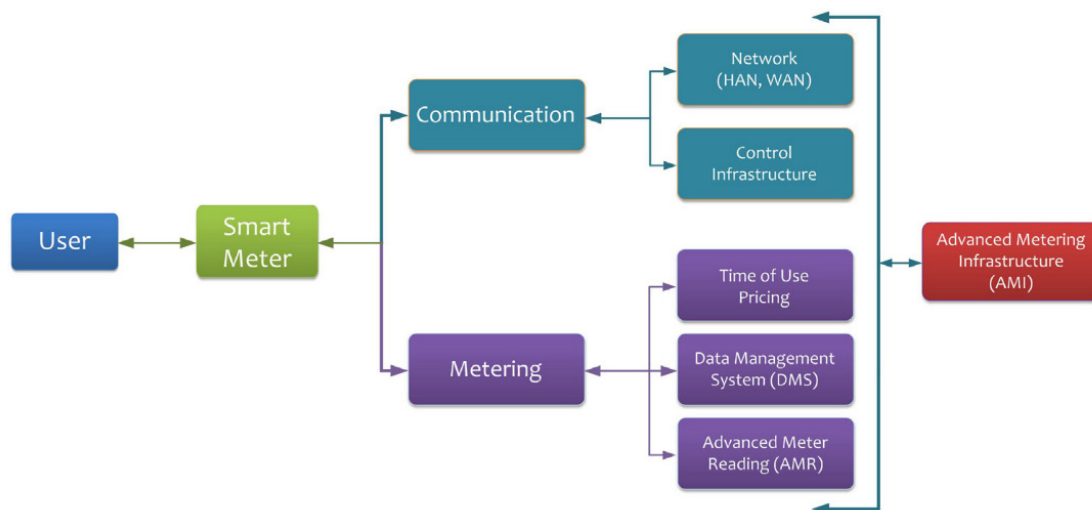 Network
(HAN, WAN)
Communication
Control
Infrastructure
User
Smart
Meter
Advanced Metering
Infrastructure
(AMI)
Time of Use
Pricing
Metering
Data Management
System (DMS)
Advanced Meter
Reading (AMR)